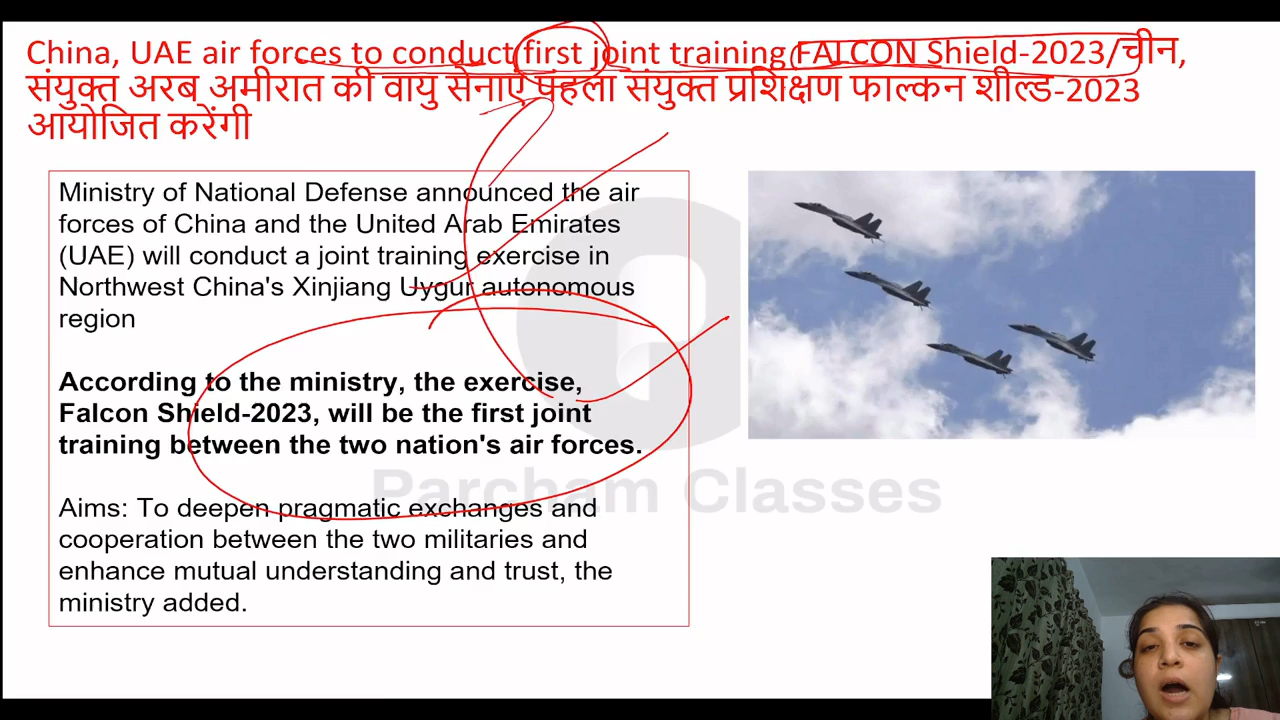 China, UAE air forces to conduct first joint training FALCON Shield-2023/चीन,
संयुक्त अरब अमीरात की वायु सेनाएं पहला संयुक्त प्रशिक्षण फाल्कन शील्ड-2023
आयोजित करेंगी
Ministry of National Defense announced the air
forces of China and the United Arab Emirates
(UAE) will conduct a joint training exercise in
Northwest China's Xinjiang Uygur autonomous
region
According to the ministry, the exercise,
Falcon Shield-2023, will be the first joint
training between the two nation's air forces.
Aims: To deepen pragmatic exchanges and
cooperation between the two militaries and
enhance mutual understanding and trust, the
ministry added.
Parcham Classes